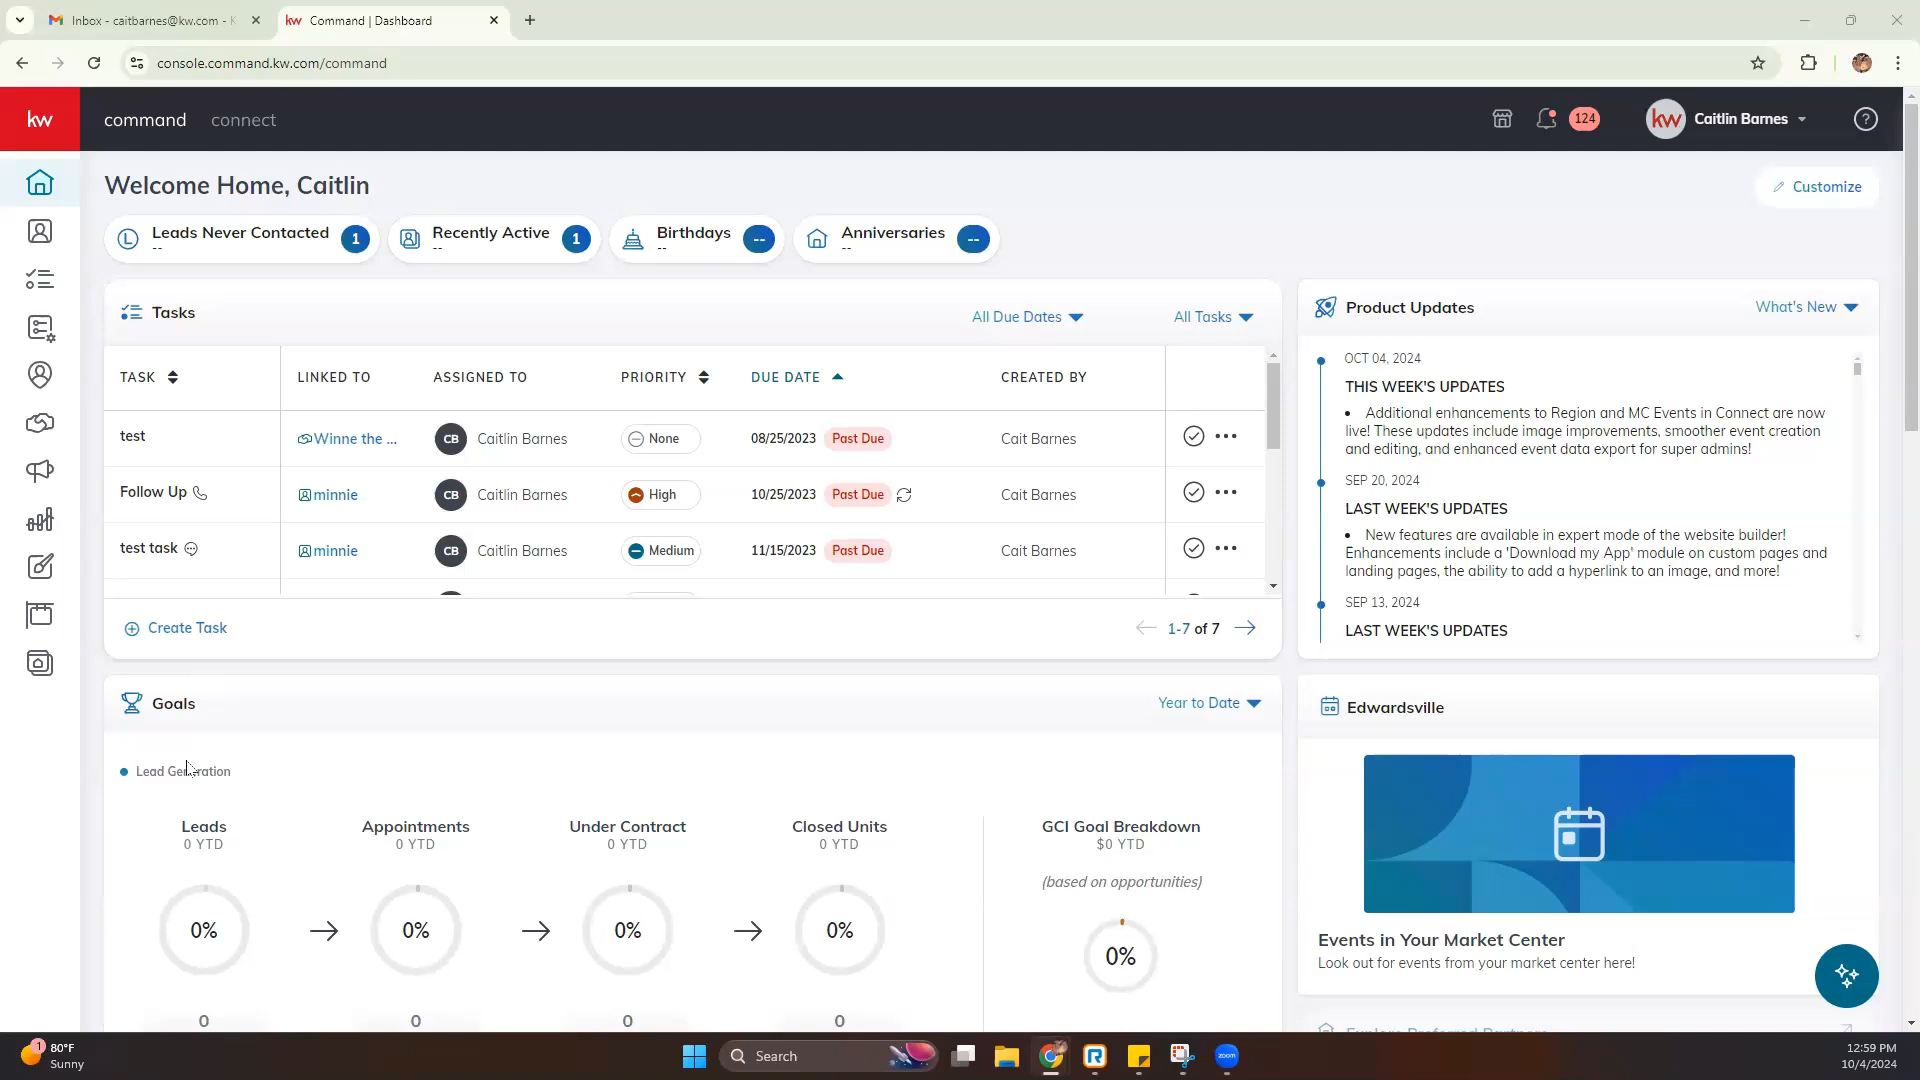 Inbox - caitbarnes@kw.com - K
kw Command | Dashboard
console.command.kw.com/command
kw command connect
124
kw Caitlin Barnes
Welcome Home, Caitlin
Customize
Leads Never Contacted 1
--
Recently Active 1
--
Birthdays --
--
Anniversaries --
--
Tasks
All Due Dates
All Tasks
TASK LINKED TO ASSIGNED TO PRIORITY DUE DATE CREATED BY
test Winne the ... CB Caitlin Barnes None 08/25/2023 Past Due Cait Barnes
Follow Up minnie CB Caitlin Barnes High 10/25/2023 Past Due Cait Barnes
test task minnie CB Caitlin Barnes Medium 11/15/2023 Past Due Cait Barnes
Create Task
1-7 of 7
Product Updates
What's New
OCT 04, 2024
THIS WEEK'S UPDATES
• Additional enhancements to Region and MC Events in Connect are now
live! These updates include image improvements, smoother event creation
and editing, and enhanced event data export for super admins!
SEP 20, 2024
LAST WEEK'S UPDATES
• New features are available in expert mode of the website builder!
Enhancements include a 'Download my App' module on custom pages and
landing pages, the ability to add a hyperlink to an image, and more!
SEP 13, 2024
LAST WEEK'S UPDATES
Goals
Year to Date
Lead Generation
Leads Appointments Under Contract Closed Units GCI Goal Breakdown
0 YTD 0 YTD 0 YTD 0 YTD $0 YTD
(based on opportunities)
0% 0% 0% 0% 0%
0 0 0 0
Edwardsville
Events in Your Market Center
Look out for events from your market center here!
Explore Preferred Partners
1
80°F
Sunny
Search
zoom
12:59 PM
10/4/2024